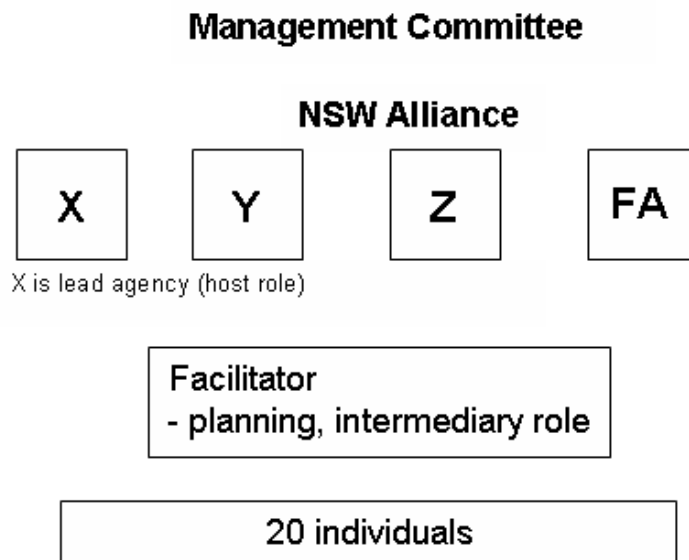 Management Committee
NSW Alliance
X Y Z FA
X is lead agency (host role)
Facilitator
- planning, intermediary role
20 individuals